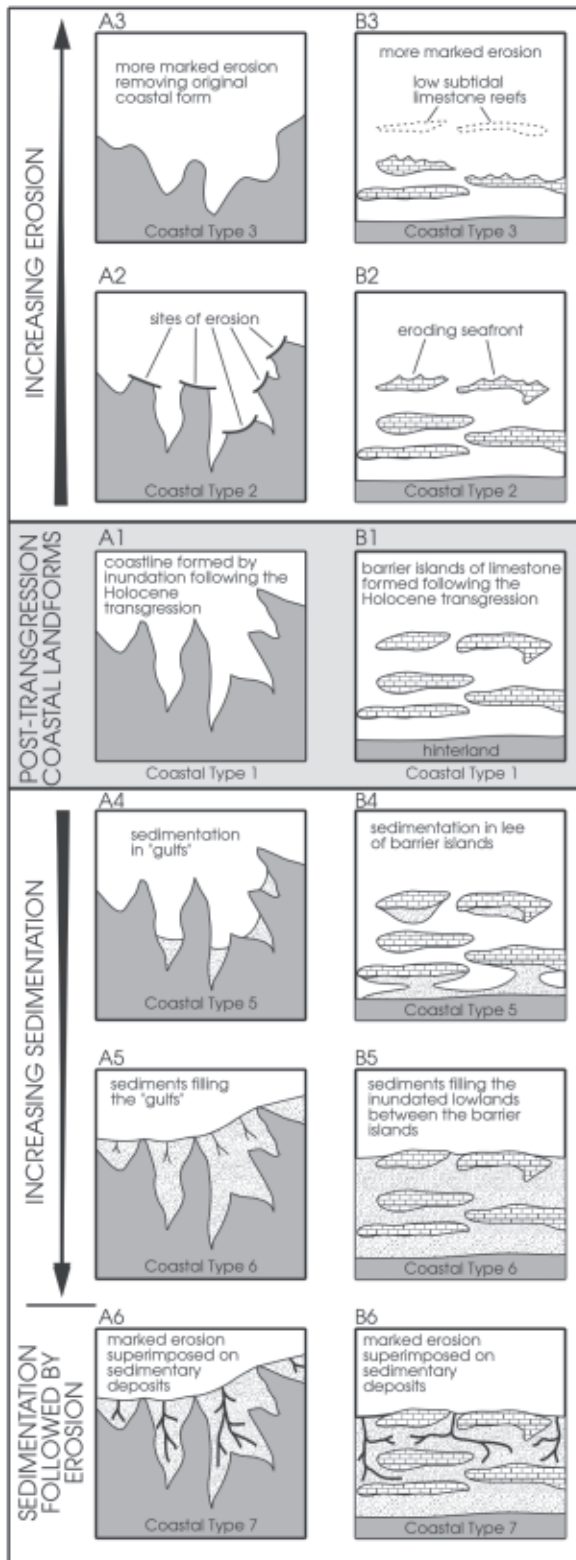 INCREASING EROSION
A3
more marked erosion
removing original
coastal form
Coastal Type 3
B3
more marked erosion
low subtidal
limestone reefs
Coastal Type 3
A2
sites of erosion
Coastal Type 2
B2
eroding seafront
Coastal Type 2
POST-TRANSGRESSION
COASTAL LANDFORMS
A1
coastline formed by
inundation following the
Holocene
transgression
Coastal Type 1
B1
barrier islands of limestone
formed following the
Holocene transgression
hinterland
Coastal Type 1
INCREASING SEDIMENTATION
A4
sedimentation
in "gulfs"
Coastal Type 5
B4
sedimentation in lee
of barrier islands
Coastal Type 5
A5
sediments filling
the "gulfs"
Coastal Type 6
B5
sediments filling the
inundated lowlands
between the barrier
islands
Coastal Type 6
SEDIMENTATION
FOLLOWED BY
EROSION
A6
marked erosion
superimposed on
sedimentary
deposits
Coastal Type 7
B6
marked erosion
superimposed on
sedimentary
deposits
Coastal Type 7